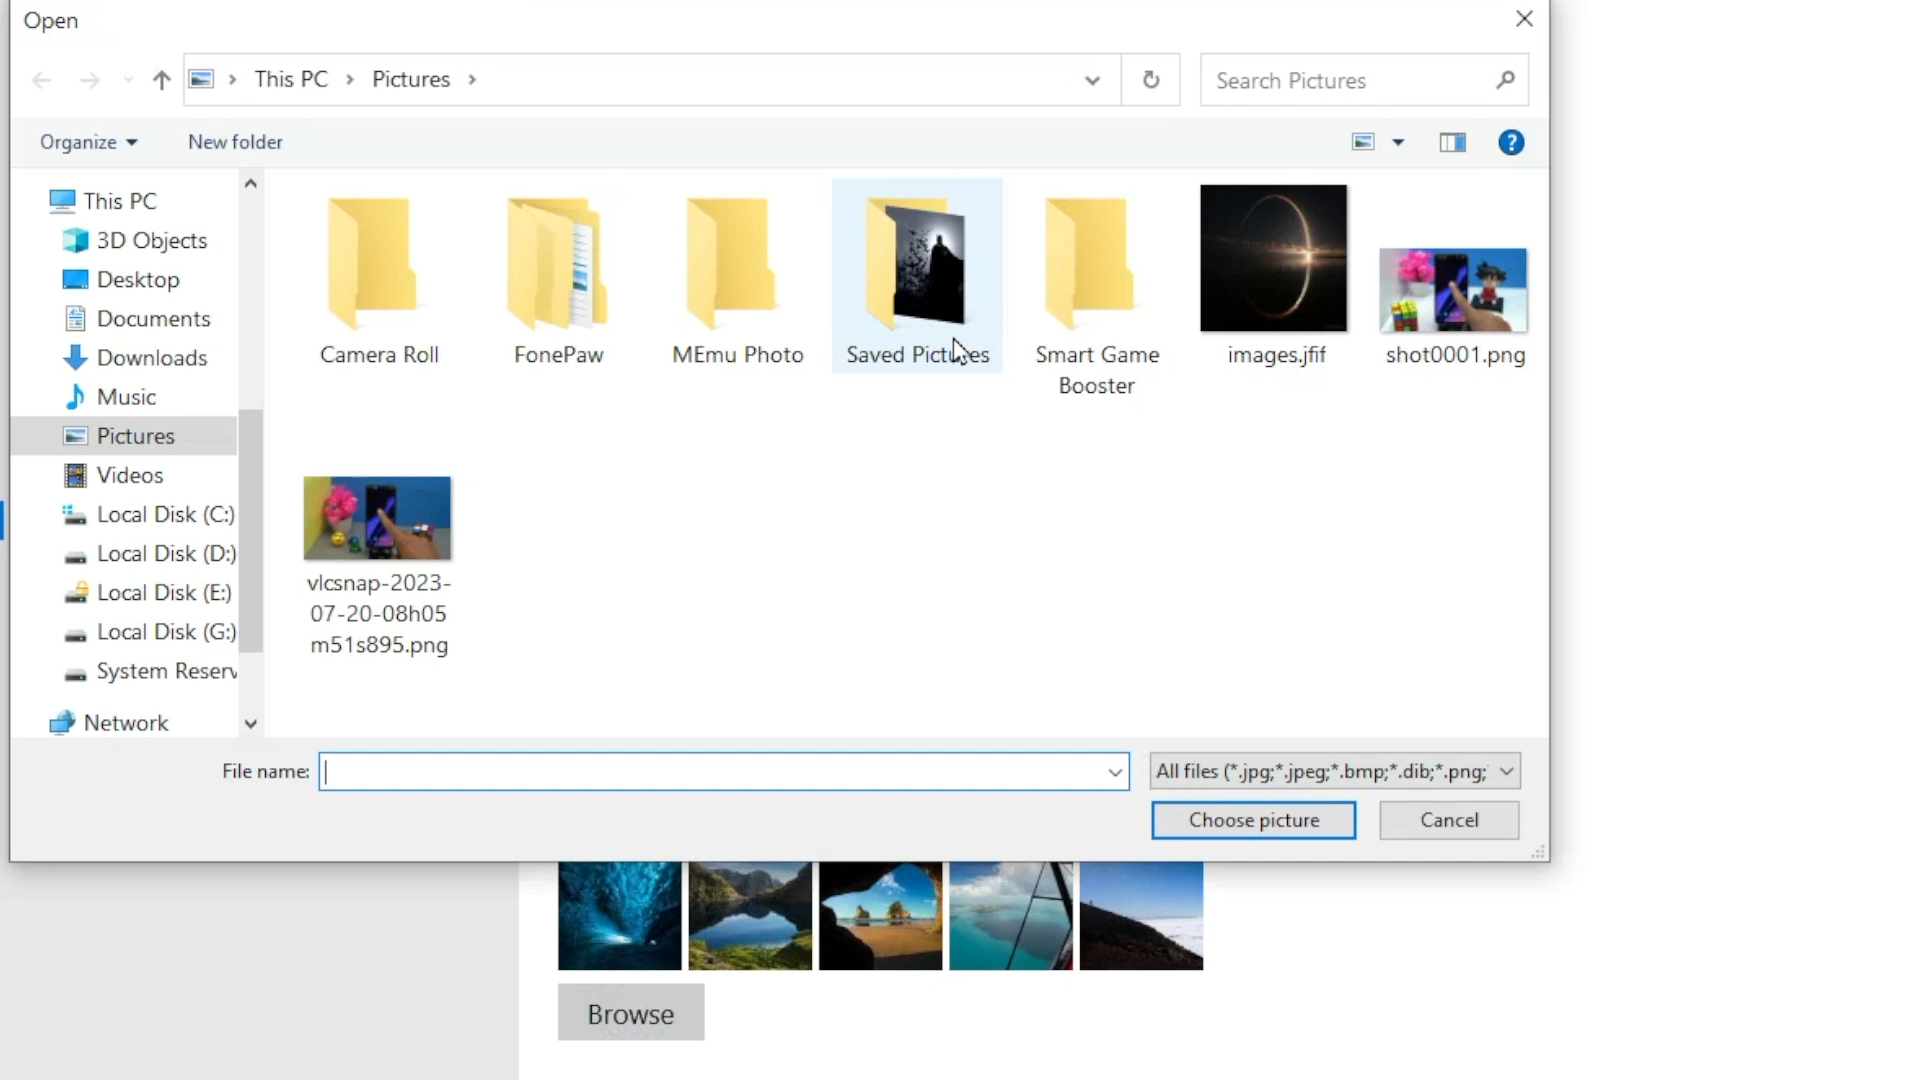 Open
This PC
Pictures
Search Pictures
Organize
New folder
This PC
3D Objects
Desktop
Documents
Downloads
Music
Pictures
Videos
Local Disk (C:)
Local Disk (D:)
Local Disk (E:)
Local Disk (G:)
System Reserv
Network
Camera Roll
FonePaw
MEmu Photo
Saved Pictures
Smart Game
Booster
images.jfif
shot0001.png
vlcsnap-2023-
07-20-08h05
m51s895.png
File name:
All files (*.jpg;*.jpeg;*.bmp;*.dib;*.png;
Choose picture
Cancel
Browse